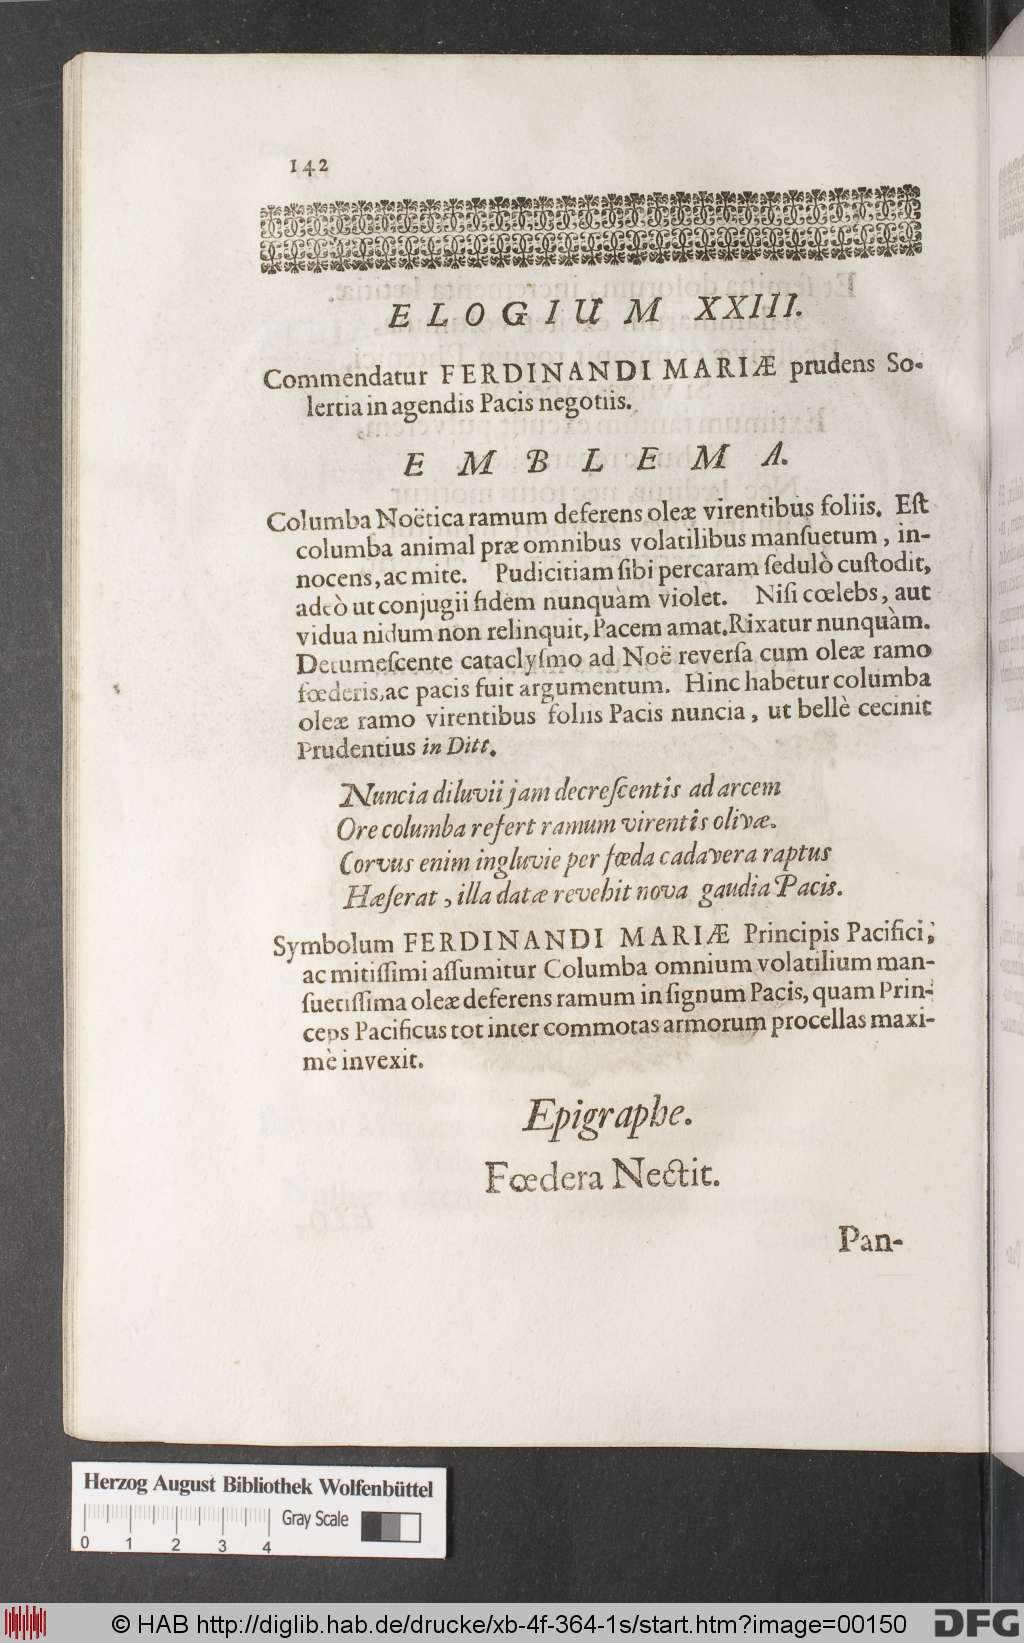 142
ELOGIUM XXIII.
Commendatur FERDINANDI MARIÆ prudens So-
lertia in agendis Pacis negotiis.
EMBLEMA.
Columba Noëtica ramum deferens oleæ virentibus foliis. Eſt
columba animal præ omnibus volatilibus manſuetum, in-
nocens, ac mite. Pudicitiam ſibi percaram ſedulò cuſtodit,
adeò ut conjugii fidem nunquàm violet. Niſi cœlebs, aut
vidua nidum non relinquit, Pacem amat. Rixatur nunquàm.
Detumeſcente cataclyſmo ad Noë reverſa cum oleæ ramo
fœderis, ac pacis fuit argumentum. Hinc habetur columba
oleæ ramo virentibus foliis Pacis nuncia, ut bellè cecinit
Prudentius in Ditt.
Nuncia diluvii jam decreſcentis ad arcem
Ore columba refert ramum virentis olivæ.
Corvus enim ingluvie per fœda cadavera raptus
Hæſerat, illa datæ revehit nova gaudia Pacis.
Symbolum FERDINANDI MARIÆ Principis Pacifici,
ac mitiſſimi aſſumitur Columba omnium volatilium man-
ſuetiſſima oleæ deferens ramum in ſignum Pacis, quam Prin-
ceps Pacificus tot inter commotas armorum procellas maxi-
mè invexit.
Epigraphe.
Fœdera Nectit.
Pan-
Herzog August Bibliothek Wolfenbüttel
Gray Scale
0 1 2 3 4
© HAB http://diglib.hab.de/drucke/xb-4f-364-1s/start.htm?image=00150
DFG